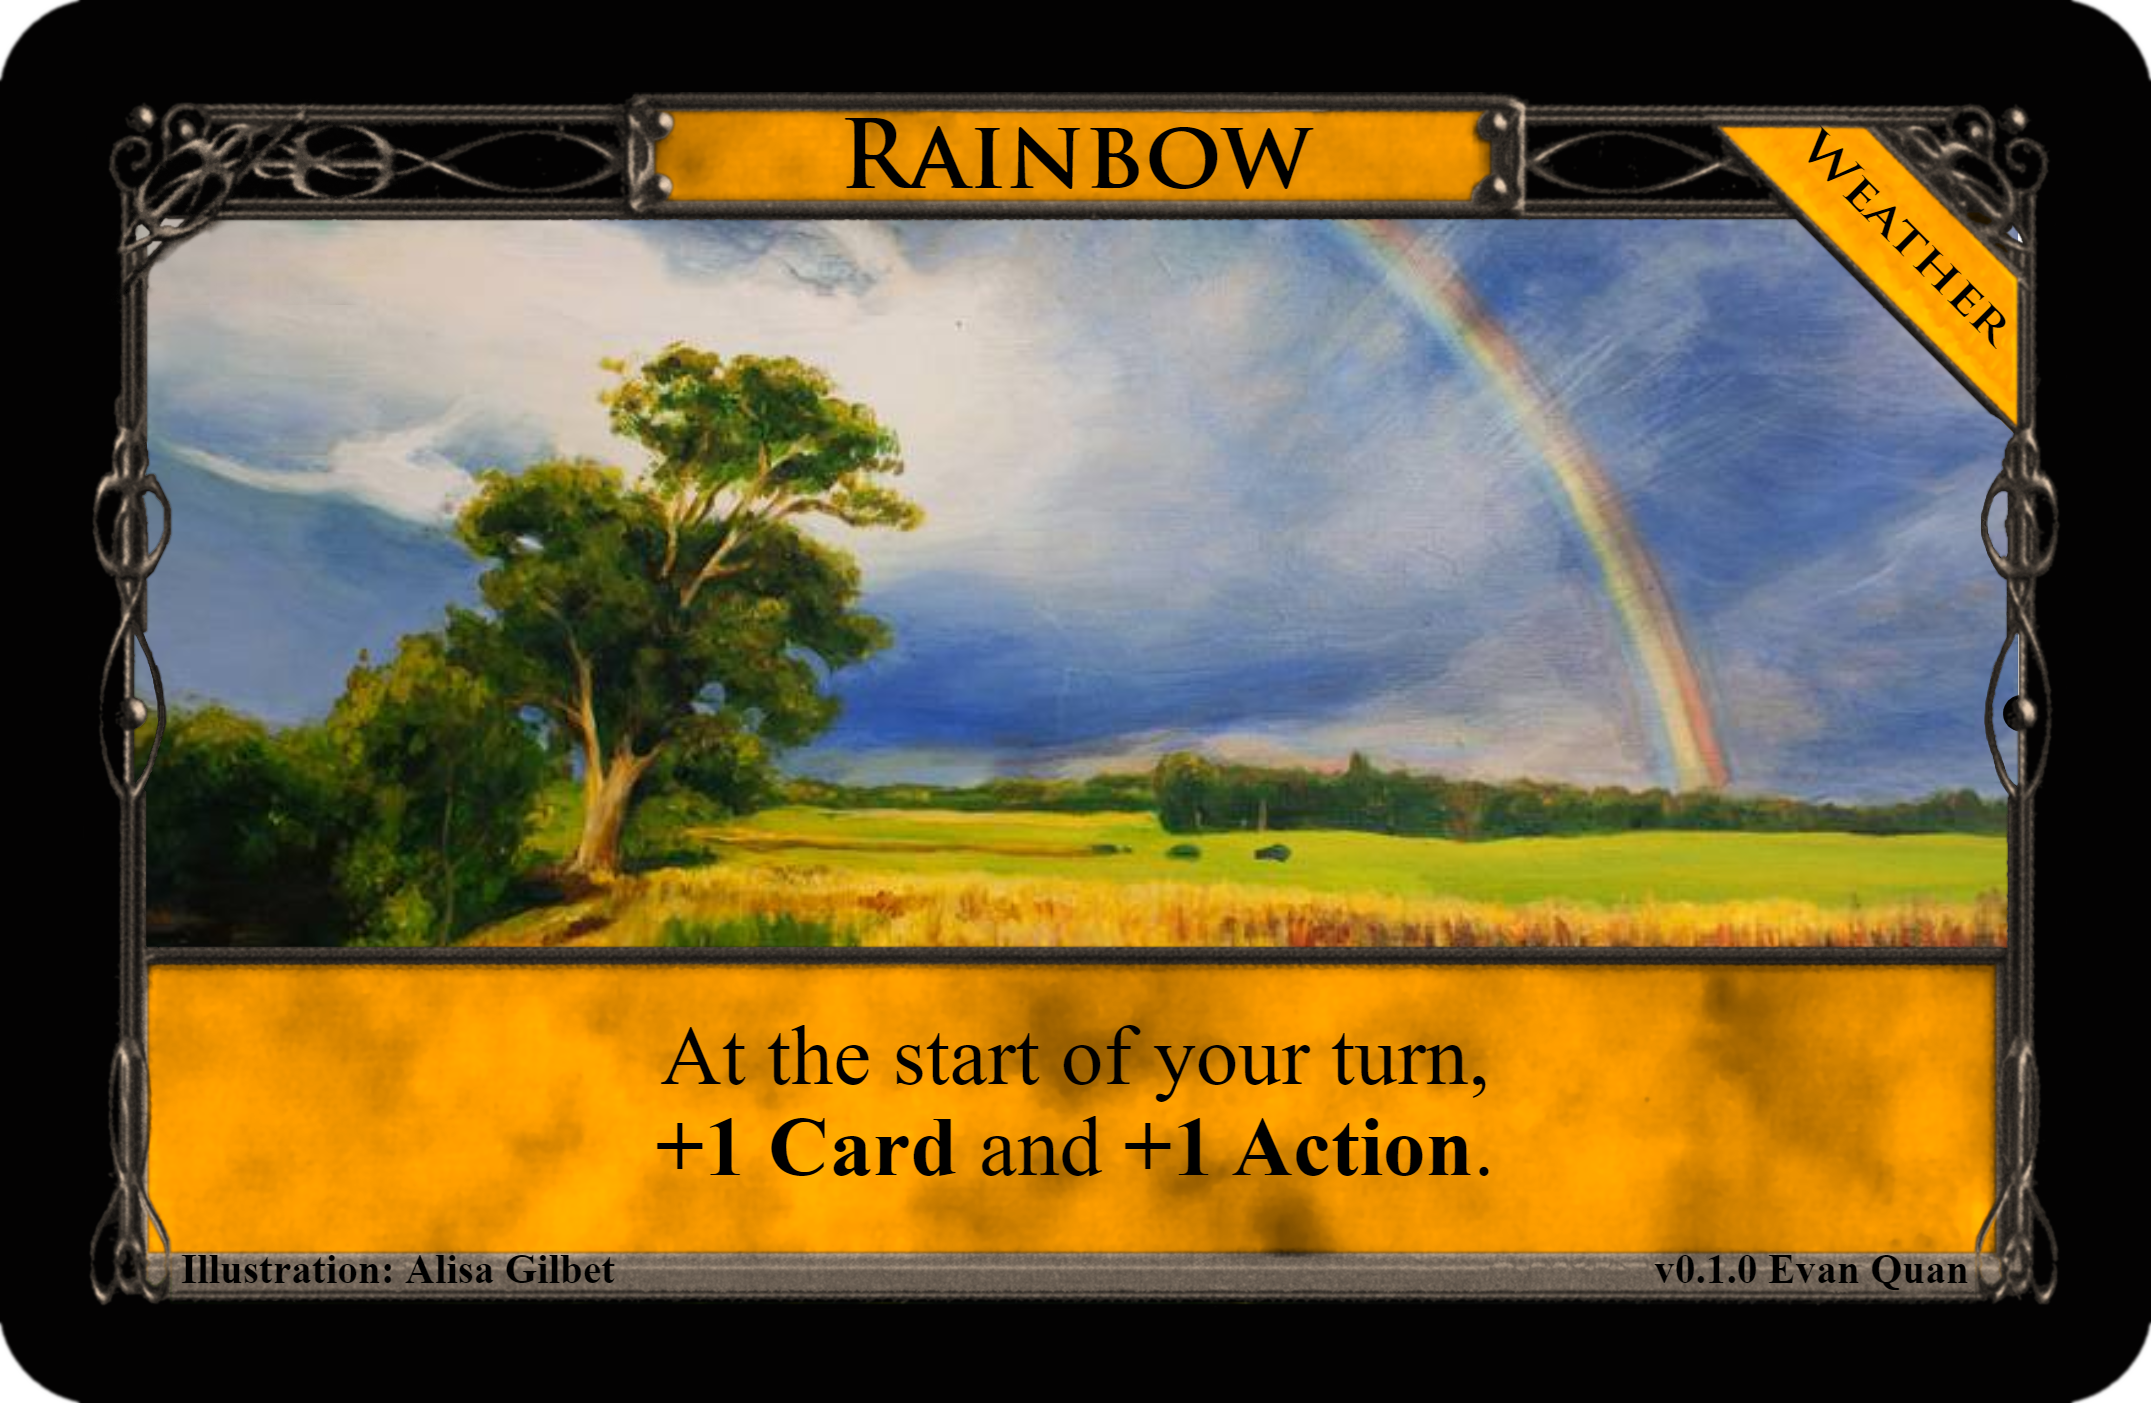 Rainbow
Weather
At the start of your turn,
+1 Card and +1 Action.
Illustration: Alisa Gilbet
v0.1.0 Evan Quan